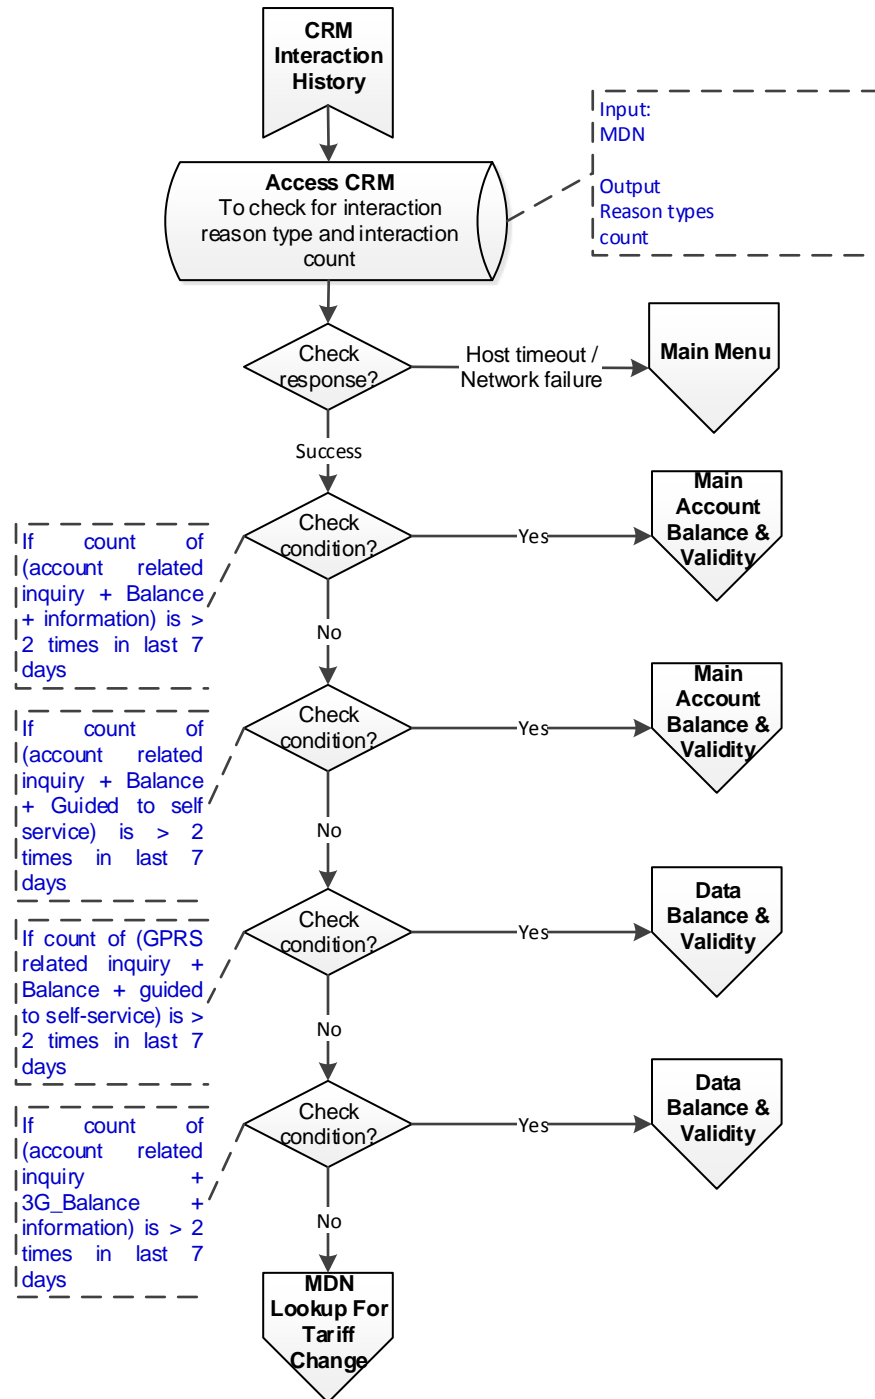 CRM
Interaction
History
Input:
MDN
Output
Reason types
count
Access CRM
To check for interaction
reason type and interaction
count
Check
response?
Host timeout /
Network failure
Main Menu
Success
If count of
(account related
inquiry + Balance
+ information) is >
2 times in last 7
days
Check
condition?
Yes
Main
Account
Balance &
Validity
No
If count of
(account related
inquiry + Balance
+ Guided to self
service) is > 2
times in last 7
days
Check
condition?
Yes
Main
Account
Balance &
Validity
No
If count of (GPRS
related inquiry +
Balance + guided
to self-service) is >
2 times in last 7
days
Check
condition?
Yes
Data
Balance &
Validity
No
If count of
(account related
inquiry +
3G_Balance +
information) is > 2
times in last 7
days
Check
condition?
Yes
Data
Balance &
Validity
No
MDN
Lookup For
Tariff
Change